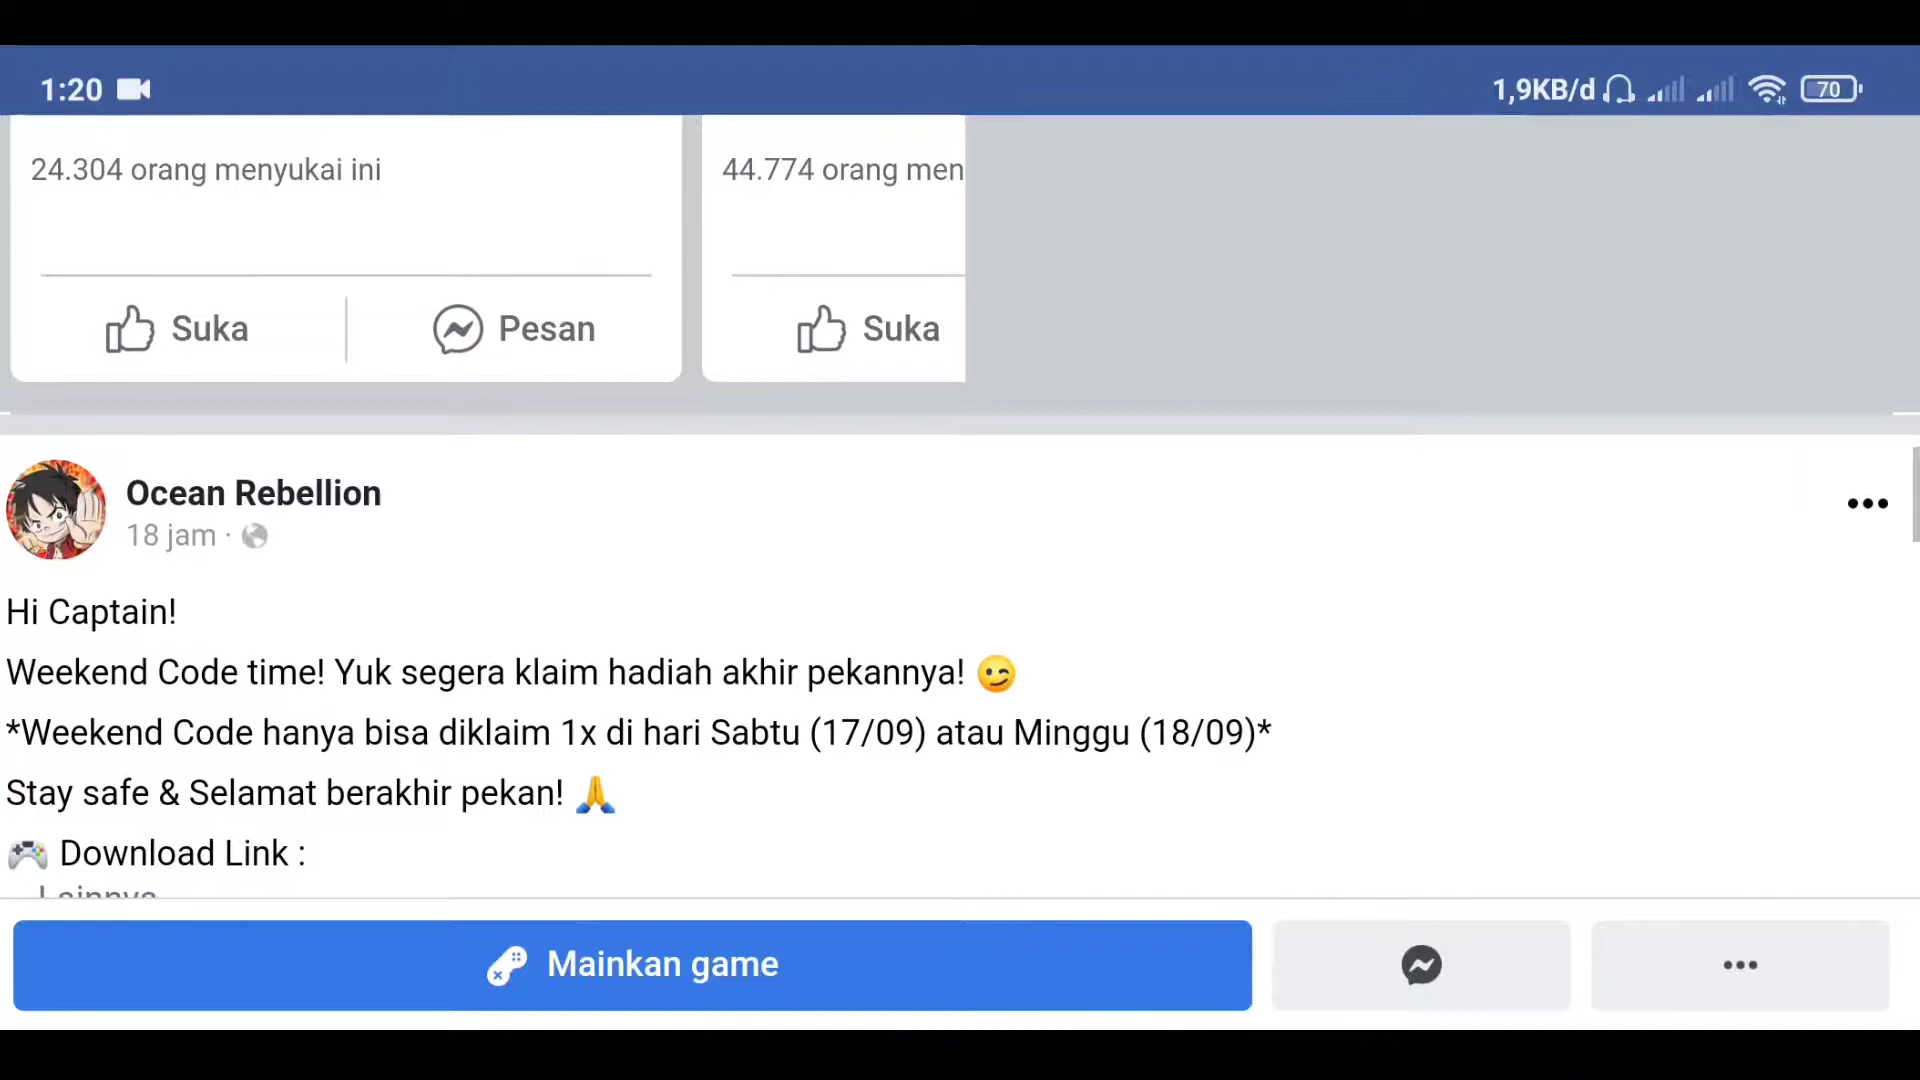 1:20
1,9KB/d
70
24.304 orang menyukai ini
44.774 orang men
Suka
Pesan
Suka
Ocean Rebellion
18 jam ·
Hi Captain!
Weekend Code time! Yuk segera klaim hadiah akhir pekannya! 😉
*Weekend Code hanya bisa diklaim 1x di hari Sabtu (17/09) atau Minggu (18/09)*
Stay safe & Selamat berakhir pekan! 🙏
🎮 Download Link :
Lainnya
Mainkan game